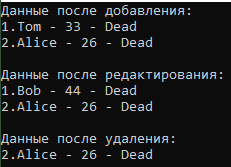 Данные после добавления:
1.Tom - 33 - Dead
2.Alice - 26 - Dead
Данные после редактирования:
1.Bob - 44 - Dead
2.Alice - 26 - Dead
Данные после удаления:
2.Alice - 26 - Dead